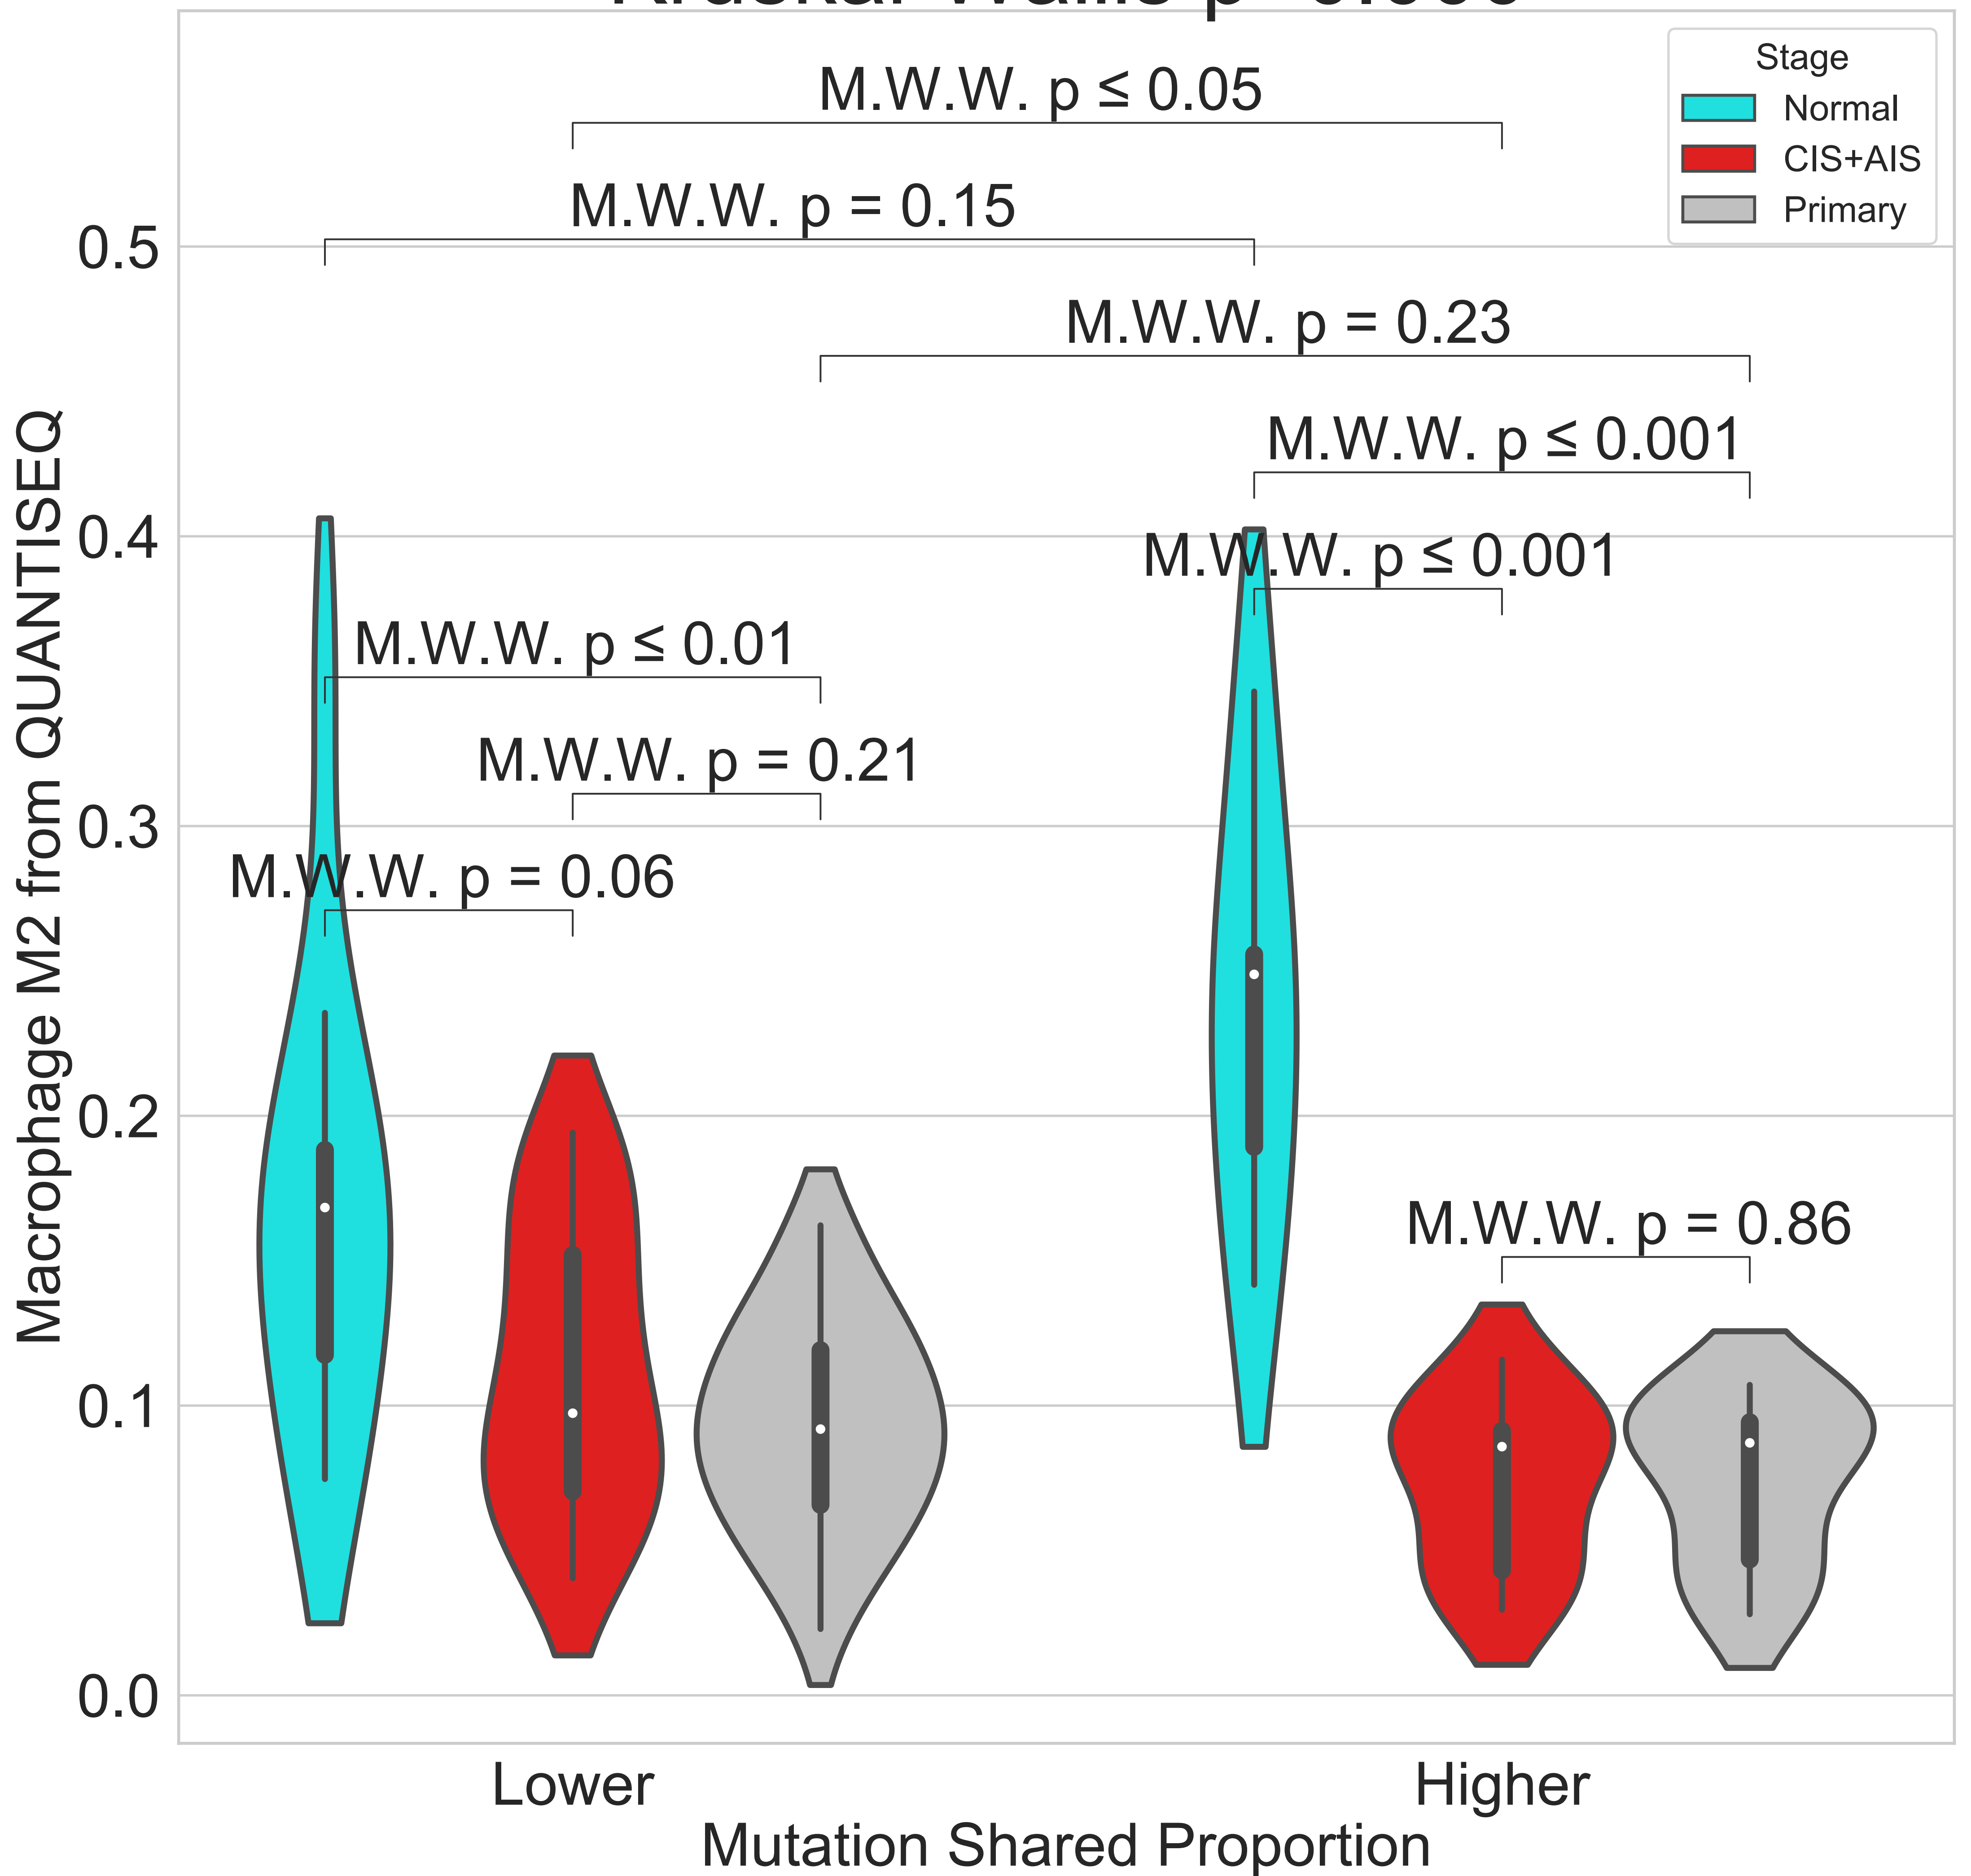 Stage
Normal
CIS+AIS
Primary
M.W.W. p ≤ 0.05
M.W.W. p = 0.15
M.W.W. p = 0.23
M.W.W. p ≤ 0.001
M.W.W. p ≤ 0.001
M.W.W. p ≤ 0.01
M.W.W. p = 0.21
M.W.W. p = 0.06
M.W.W. p = 0.86
0.5
0.4
0.3
0.2
0.1
0.0
Macrophage M2 from QUANTISEQ
Lower
Higher
Mutation Shared Proportion